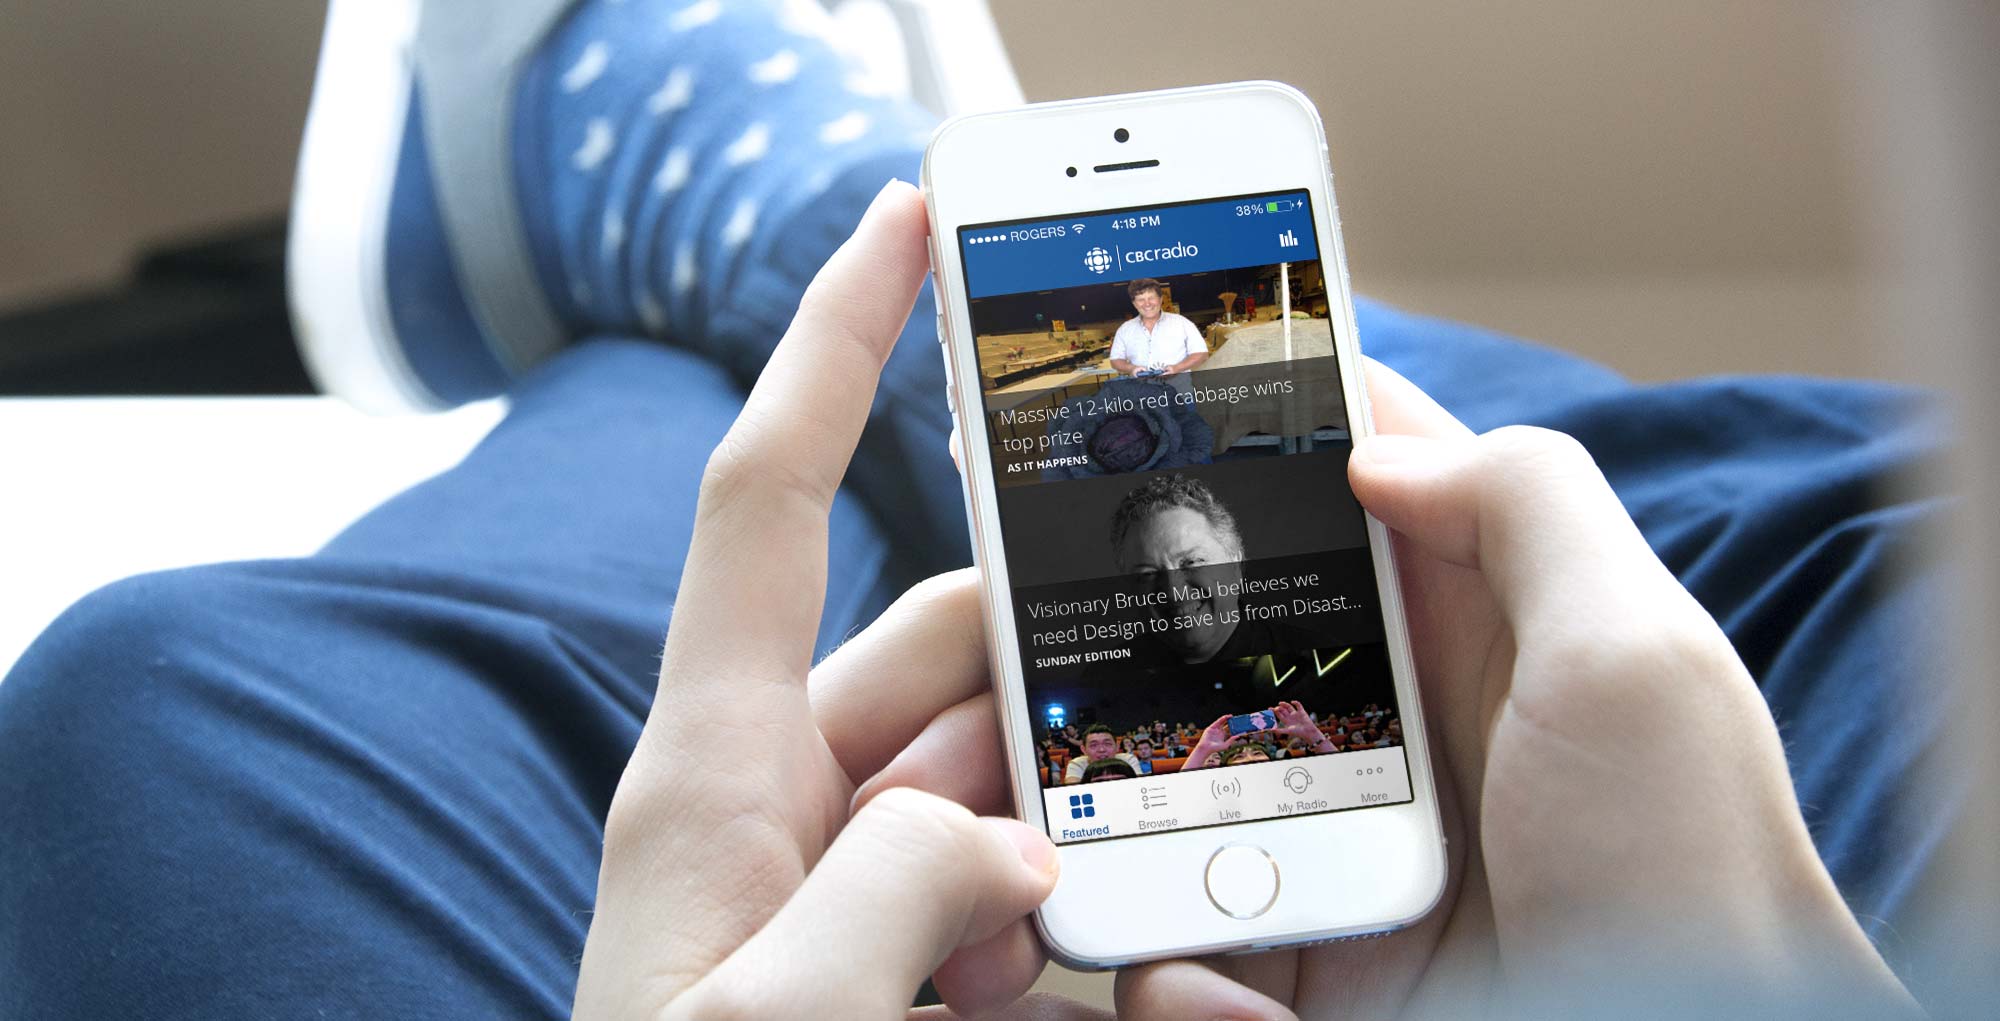 ROGERS 4:18 PM 38%
CBCradio
Massive 12-kilo red cabbage wins
top prize
AS IT HAPPENS
Visionary Bruce Mau believes we
need Design to save us from Disast...
SUNDAY EDITION
Featured Browse Live My Radio More